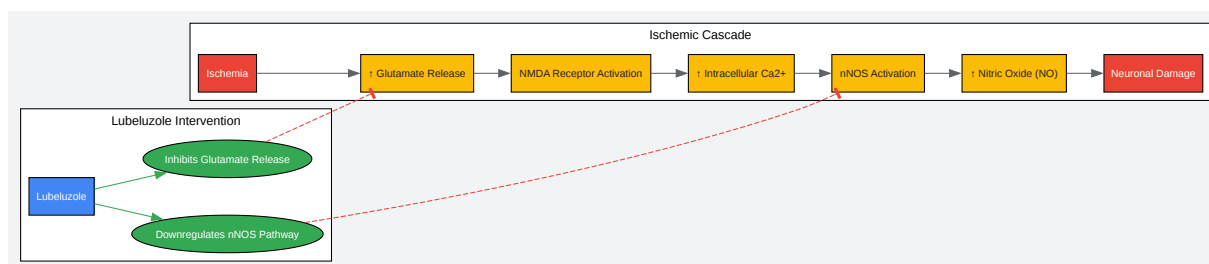 Ischemic Cascade
Ischemia
↑ Glutamate Release
NMDA Receptor Activation
↑ Intracellular Ca2+
nNOS Activation
↑ Nitric Oxide (NO)
Neuronal Damage
Lubeluzole Intervention
Inhibits Glutamate Release
Lubeluzole
Downregulates nNOS Pathway